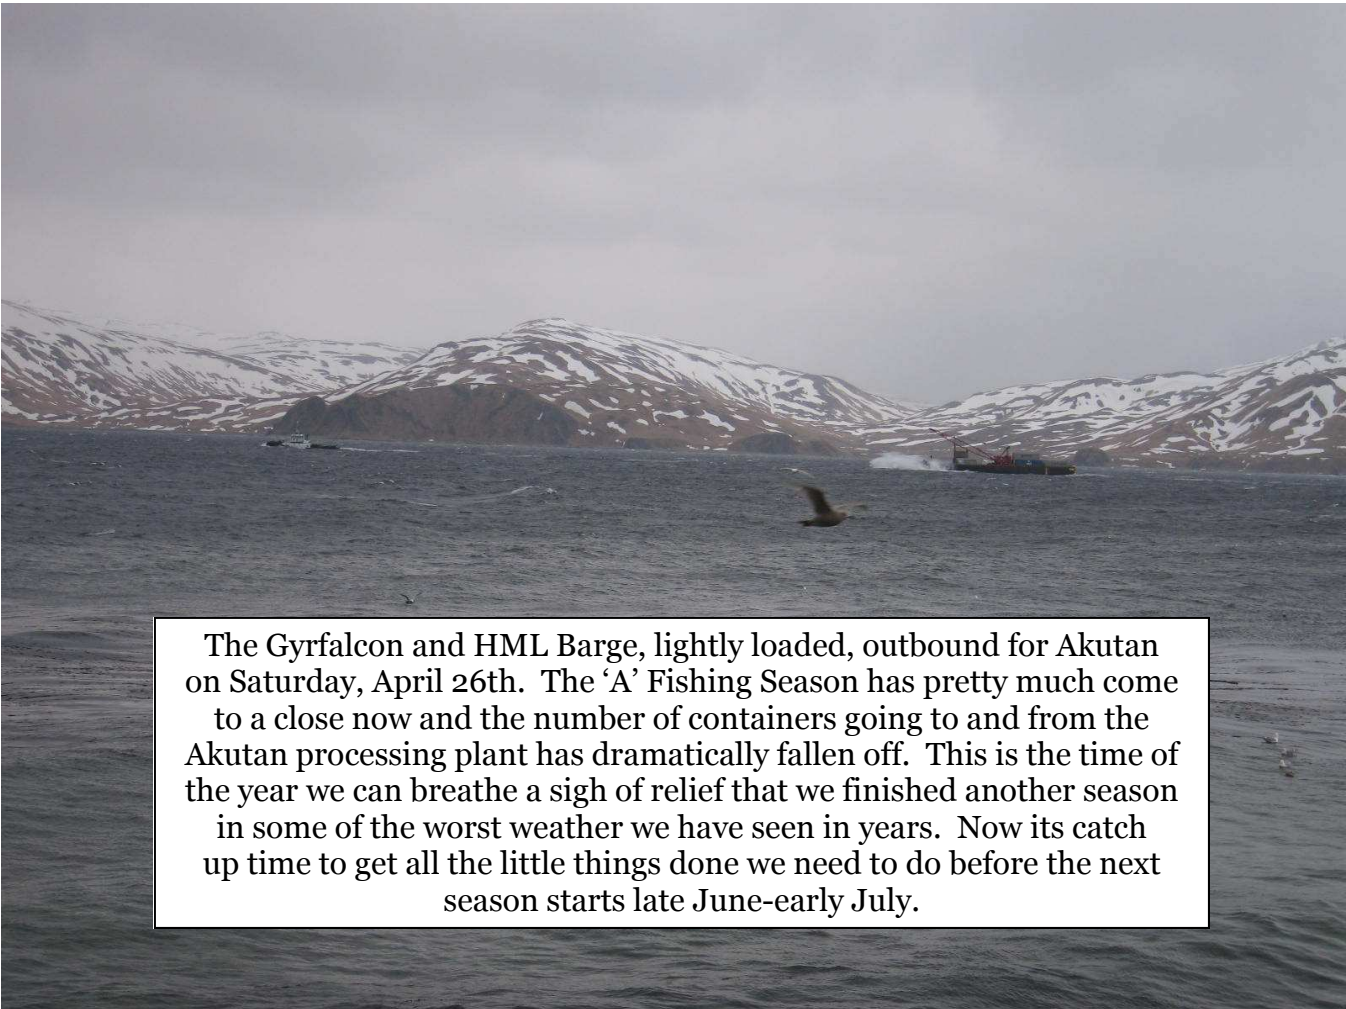 The Gyrfalcon and HML Barge, lightly loaded, outbound for Akutan
on Saturday, April 26th.  The ‘A’ Fishing Season has pretty much come
to a close now and the number of containers going to and from the
Akutan processing plant has dramatically fallen off.  This is the time of
the year we can breathe a sigh of relief that we finished another season
in some of the worst weather we have seen in years.  Now its catch
up time to get all the little things done we need to do before the next
season starts late June-early July.